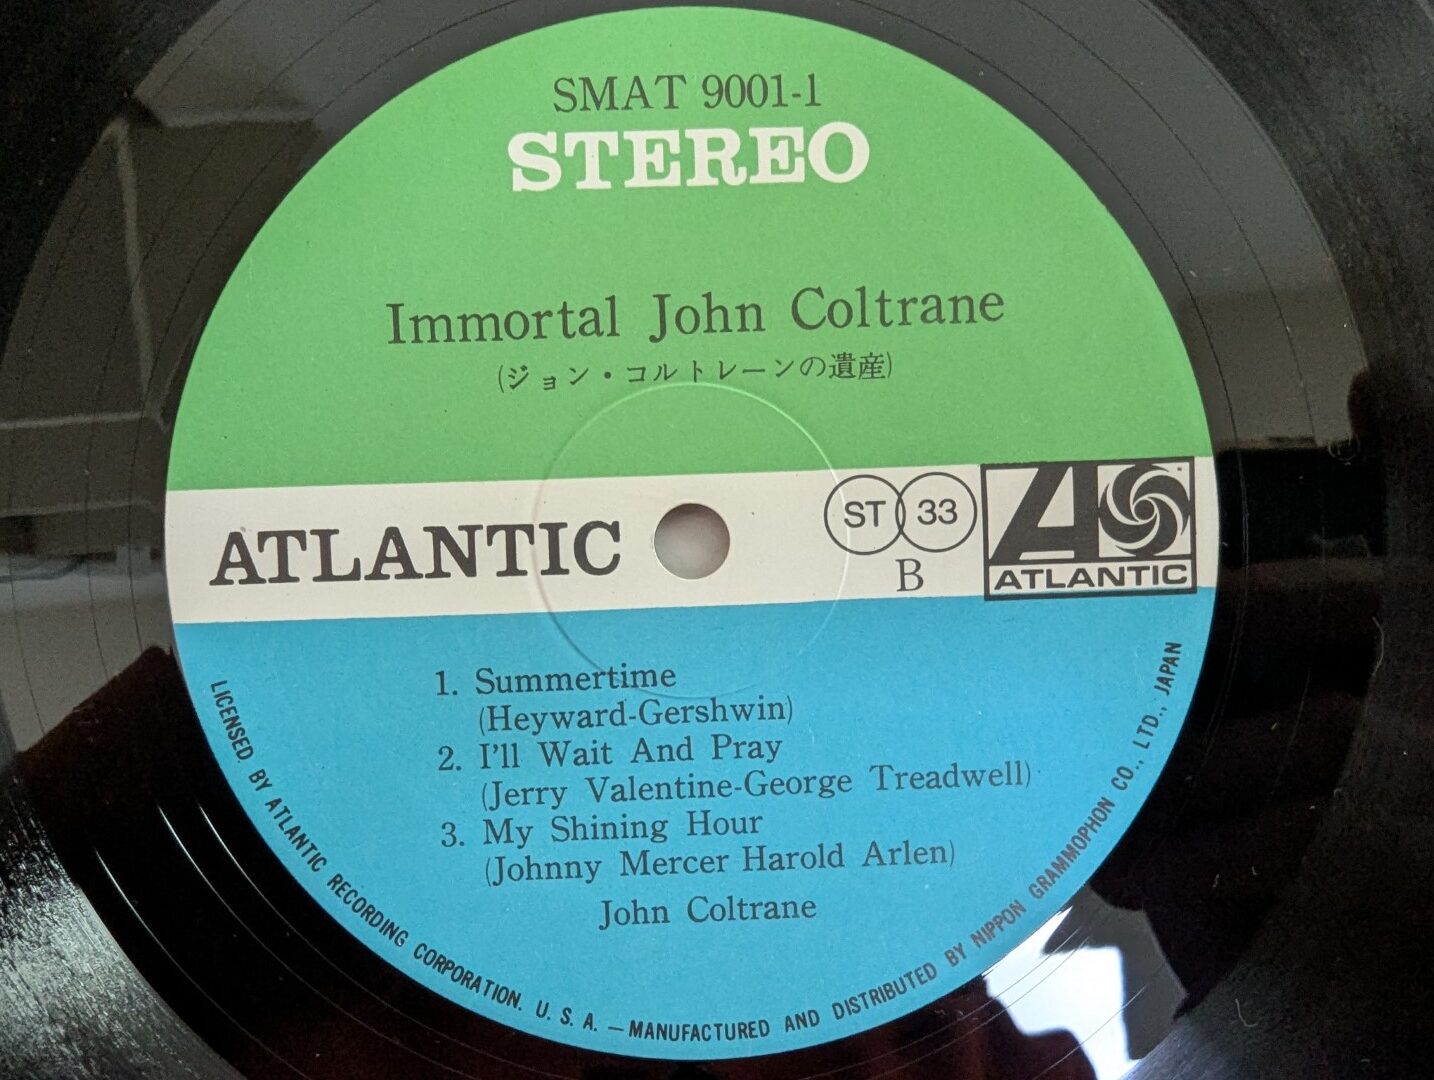 SMAT 9001-1
STEREO
Immortal John Coltrane
(ジョン・コルトレーンの遺産)
ATLANTIC
ST 33
B
ATLANTIC
1. Summertime
(Heyward-Gershwin)
2. I'll Wait And Pray
(Jerry Valentine-George Treadwell)
3. My Shining Hour
(Johnny Mercer Harold Arlen)
John Coltrane
LICENSED BY ATLANTIC RECORDING CORPORATION. U. S. A. — MANUFACTURED AND DISTRIBUTED BY NIPPON GRAMMOPHON CO., LTD., JAPAN